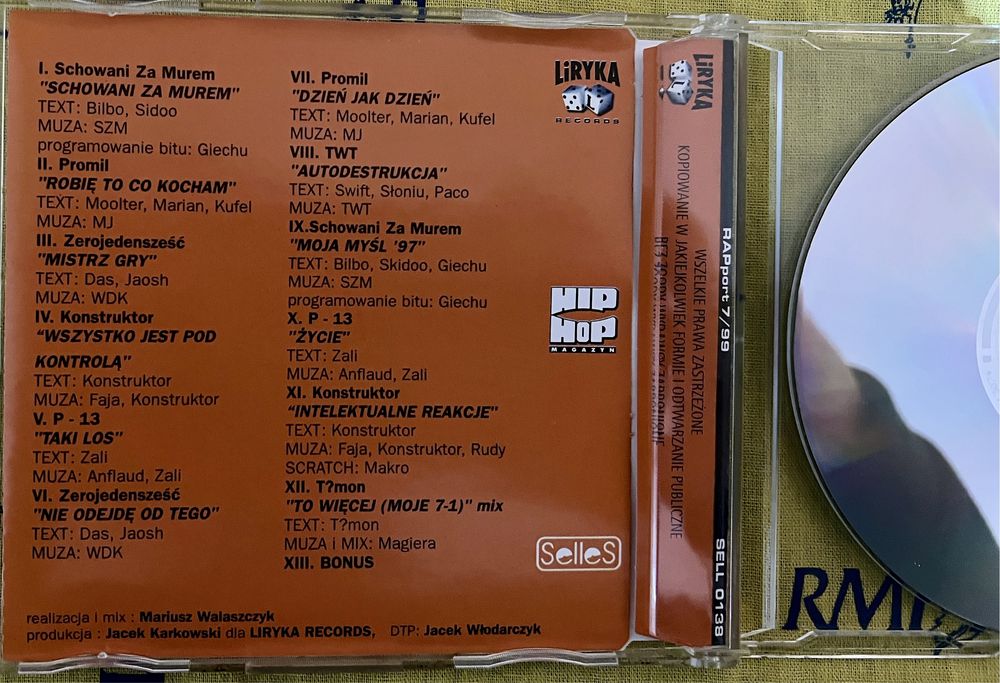 I. Schowani Za Murem
"SCHOWANI ZA MUREM"
TEXT: Bilbo, Sidoo
MUZA: SZM
programowanie bitu: Giechu
II. Promil
"ROBIĘ TO CO KOCHAM"
TEXT: Moolter, Marian, Kufel
MUZA: MJ
III. Zerojedensześć
"MISTRZ GRY"
TEXT: Das, Jaosh
MUZA: WDK
IV. Konstruktor
"WSZYSTKO JEST POD
KONTROLĄ"
TEXT: Konstruktor
MUZA: Faja, Konstruktor
V. P - 13
"TAKI LOS"
TEXT: Zali
MUZA: Anflaud, Zali
VI. Zerojedensześć
"NIE ODEJDĘ OD TEGO"
TEXT: Das, Jaosh
MUZA: WDK
VII. Promil
"DZIEŃ JAK DZIEŃ"
TEXT: Moolter, Marian, Kufel
MUZA: MJ
VIII. TWT
"AUTODESTRUKCJA"
TEXT: Swift, Słoniu, Paco
MUZA: TWT
IX.Schowani Za Murem
"MOJA MYŚL '97"
TEXT: Bilbo, Skidoo, Giechu
MUZA: SZM
programowanie bitu: Giechu
X. P - 13
"ŻYCIE"
TEXT: Zali
MUZA: Anflaud, Zali
XI. Konstruktor
"INTELEKTUALNE REAKCJE"
TEXT: Konstruktor
MUZA: Faja, Konstruktor, Rudy
SCRATCH: Makro
XII. T?mon
"TO WIĘCEJ (MOJE 7-1)" mix
TEXT: T?mon
MUZA i MIX: Magiera
XIII. BONUS
realizacja i mix : Mariusz Walaszczyk
produkcja : Jacek Karkowski dla LIRYKA RECORDS, DTP: Jacek Włodarczyk
LIRYKA
RECORDS
HIP
HOP
MAGAZYN
SelleS
LIRYKA
WSZELKIE PRAWA ZASTRZEŻONE
KOPIOWANIE W JAKIEJKOLWIEK FORMIE I ODTWARZANIE PUBLICZNE
RAPport 7/99
SELL 0138